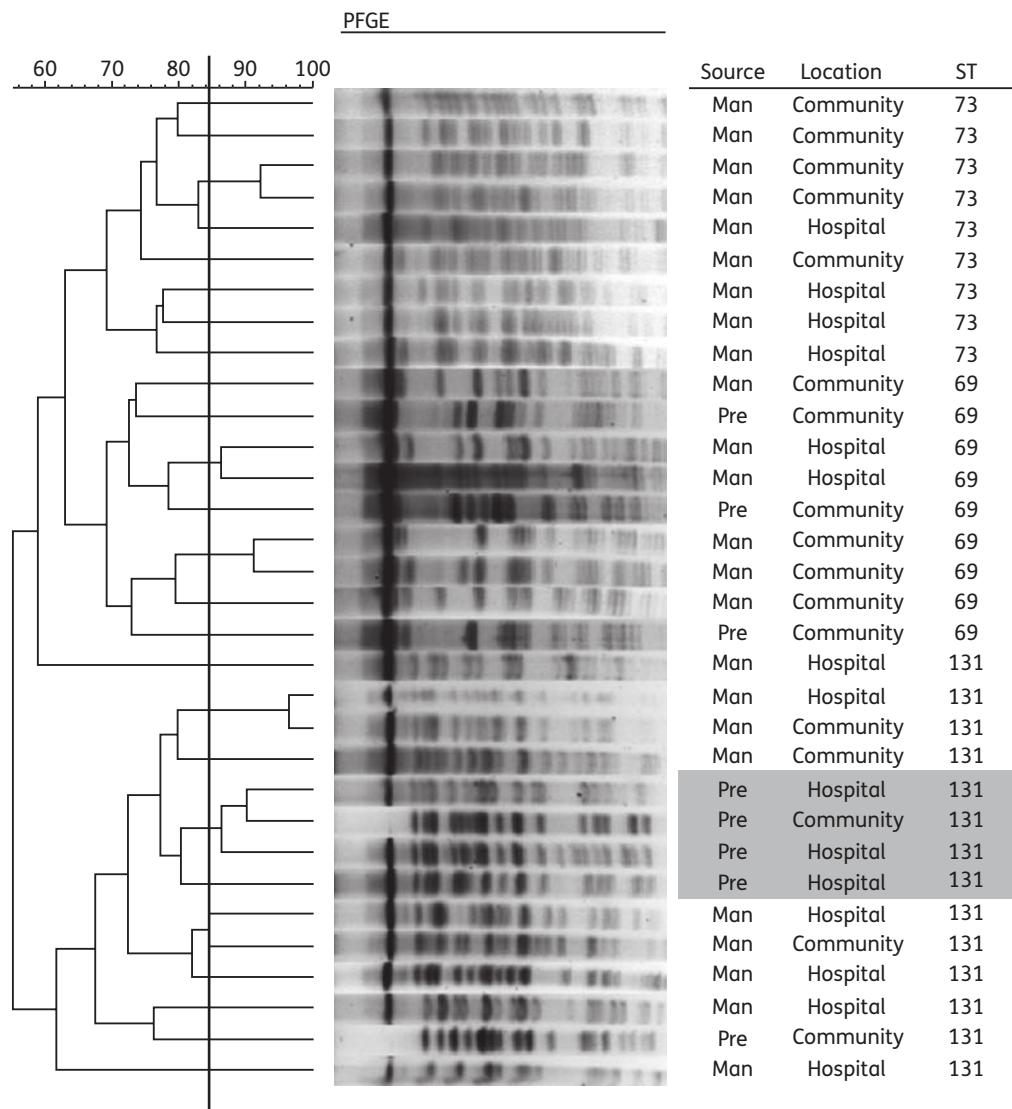 PFGE
60 70 80 90 100
Source Location ST
Man Community 73
Man Community 73
Man Community 73
Man Community 73
Man Hospital 73
Man Community 73
Man Hospital 73
Man Hospital 73
Man Hospital 73
Man Community 69
Pre Community 69
Man Hospital 69
Man Hospital 69
Pre Community 69
Man Community 69
Man Community 69
Man Community 69
Pre Community 69
Man Hospital 131
Man Hospital 131
Man Community 131
Man Community 131
Pre Hospital 131
Pre Community 131
Pre Hospital 131
Pre Hospital 131
Man Hospital 131
Man Community 131
Man Hospital 131
Man Hospital 131
Pre Community 131
Man Hospital 131